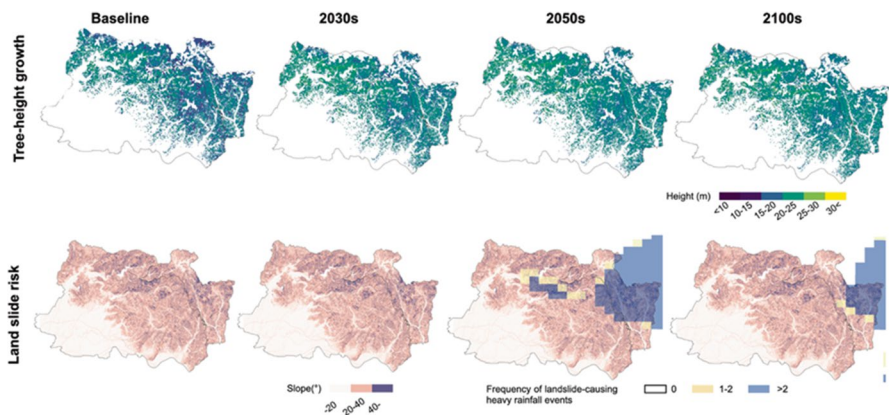 Baseline
2030s
2050s
2100s
Tree-height growth
Height (m)
<10
10-15
15-20
20-25
25-30
30<
Land slide risk
Slope(°)
-20
20-40
40-
Frequency of landslide-causing
heavy rainfall events
0
1-2
>2